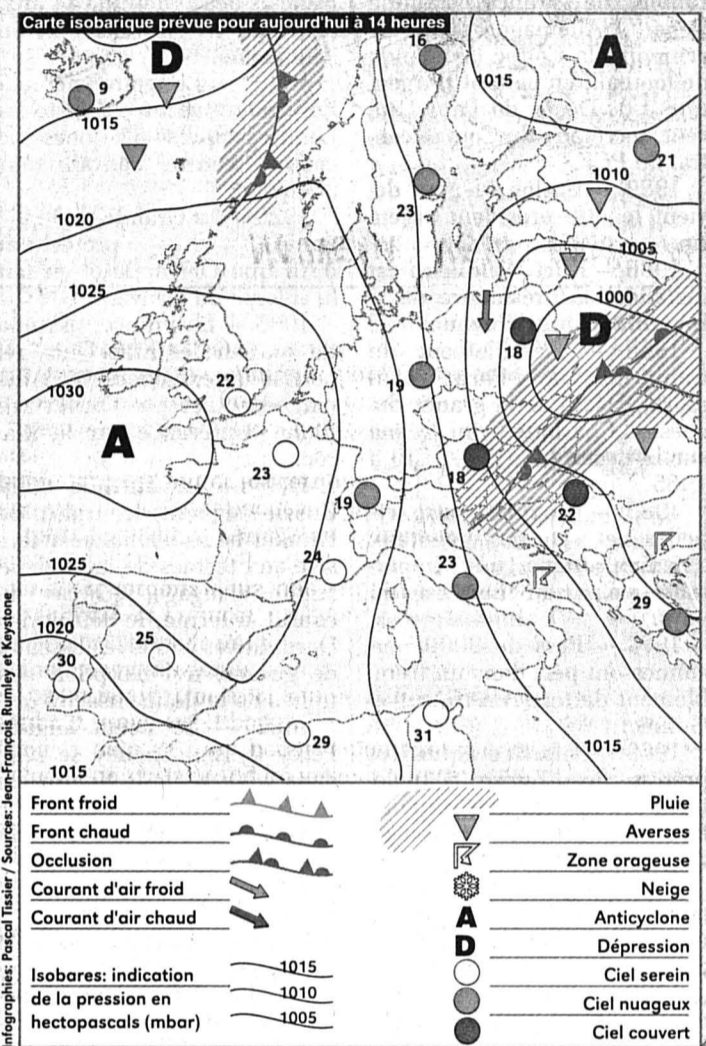 Carte isobarique prévue pour aujourd'hui à 14 heures
16
D
A
9
1015
1015
21
1010
23
1020
1005
1025
1000
D
18
22
19
1030
A
23
18
19
22
24
23
1025
29
1020
25
30
31
29
1015
1015
Front froid
Front chaud
Occlusion
Courant d'air froid
Courant d'air chaud
Isobares: indication
de la pression en
hectopascals (mbar)
1015
1010
1005
Pluie
Averses
Zone orageuse
Neige
A Anticyclone
D Dépression
Ciel serein
Ciel nuageux
Ciel couvert
Infographies: Pascal Tissier / Sources: Jean-François Rumley et Keystone